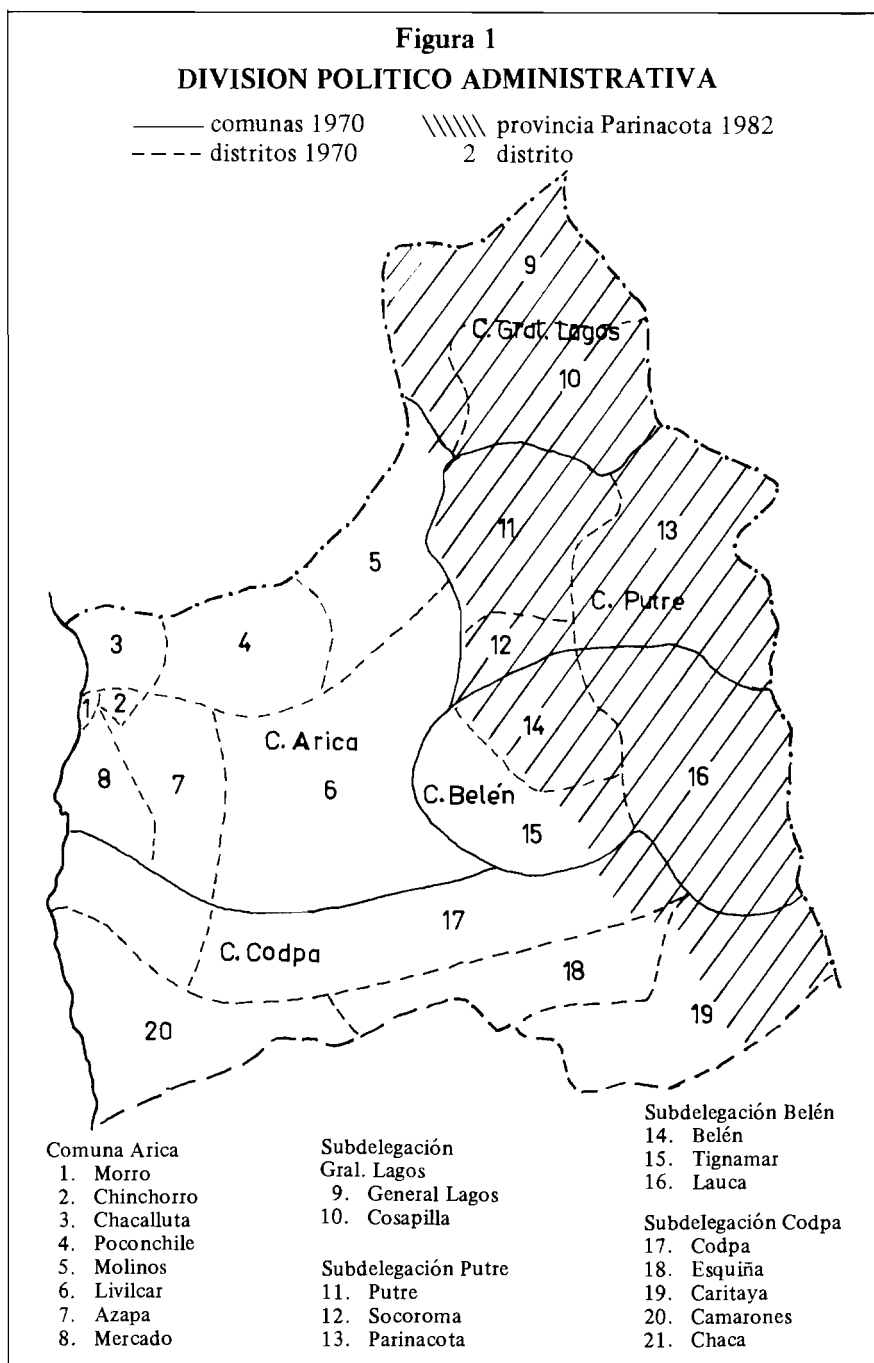 Figura 1
DIVISION POLITICO ADMINISTRATIVA
comunas 1970
provincia Parinacota 1982
distritos 1970
2 distrito
9
C. Gral. Lagos
10
11
13
5
C. Putre
3
4
12
1
2
14
C. Arica
16
8
7
6
C. Belén
15
17
C. Codpa
18
19
20
Comuna Arica
1. Morro
2. Chinchorro
3. Chacalluta
4. Poconchile
5. Molinos
6. Livilcar
7. Azapa
8. Mercado
Subdelegación
Gral. Lagos
9. General Lagos
10. Cosapilla
Subdelegación Putre
11. Putre
12. Socoroma
13. Parinacota
Subdelegación Belén
14. Belén
15. Tignamar
16. Lauca
Subdelegación Codpa
17. Codpa
18. Esquiña
19. Caritaya
20. Camarones
21. Chaca